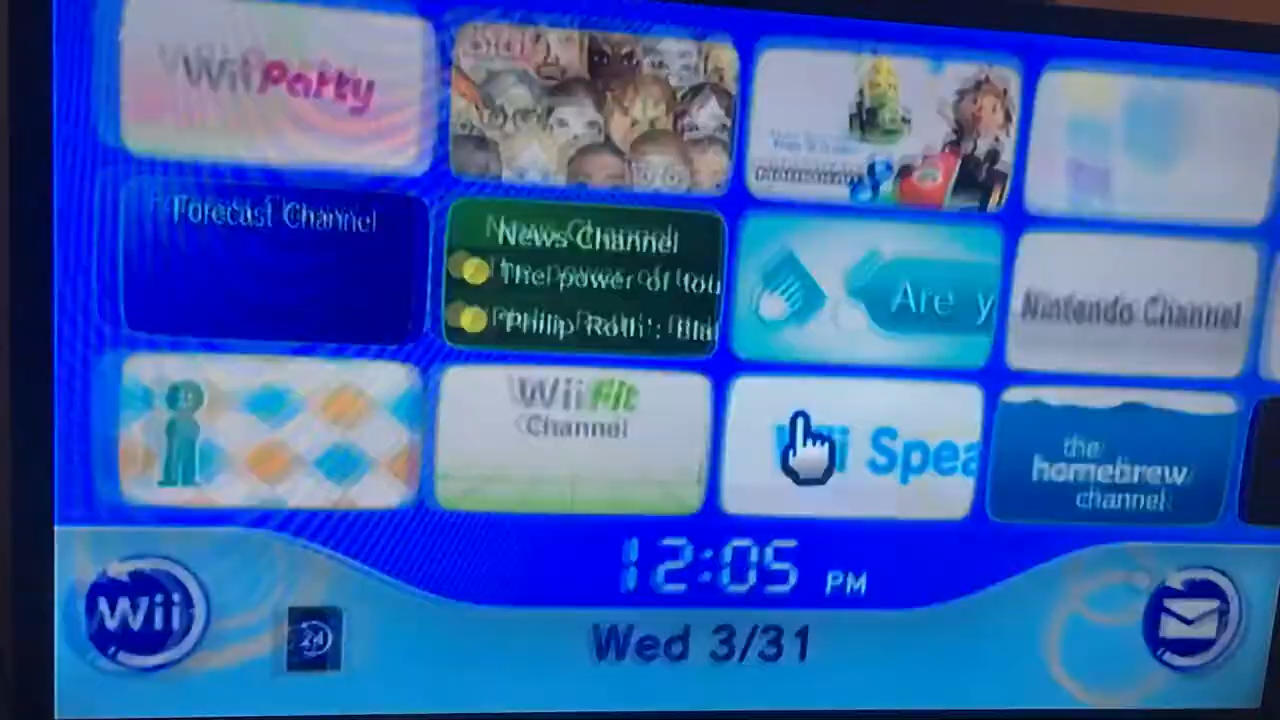 Wii Party
Forecast Channel
News Channel
The power of tou
'Philip Roth': Bla
Are y
Nintendo Channel
Wii Fit
Channel
Wii Spea
the
homebrew
channel
12:05 PM
Wii
24
Wed 3/31